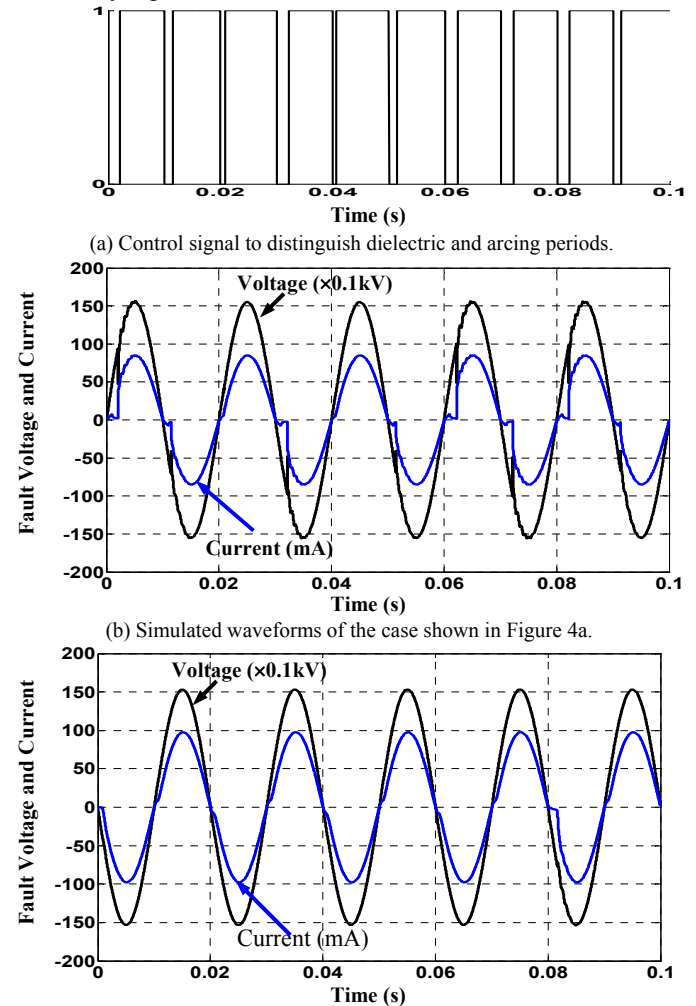 1
0
0 0.02 0.04 0.06 0.08 0.1
Time (s)
(a) Control signal to distinguish dielectric and arcing periods.
200
150
100
50
0
-50
-100
-150
-200
Fault Voltage and Current
Voltage (×0.1kV)
Current (mA)
0 0.02 0.04 0.06 0.08 0.1
Time (s)
(b) Simulated waveforms of the case shown in Figure 4a.
200
150
100
50
0
-50
-100
-150
-200
Fault Voltage and Current
Voltage (×0.1kV)
Current (mA)
0 0.02 0.04 0.06 0.08 0.1
Time (s)